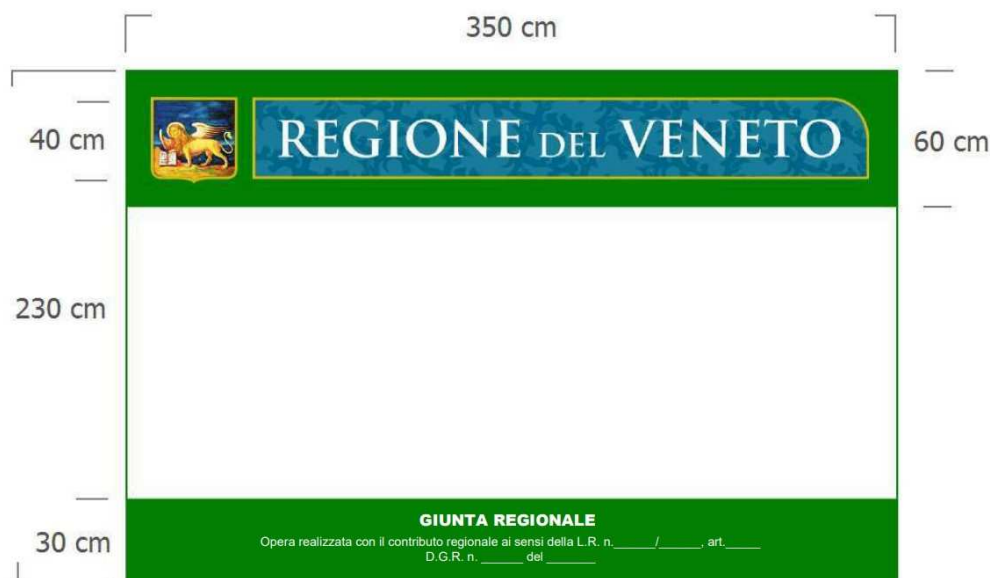 350 cm
40 cm
REGIONE DEL VENETO
60 cm
230 cm
30 cm
GIUNTA REGIONALE
Opera realizzata con il contributo regionale ai sensi della L.R. n.______/______, art._____
D.G.R. n. ______ del _______